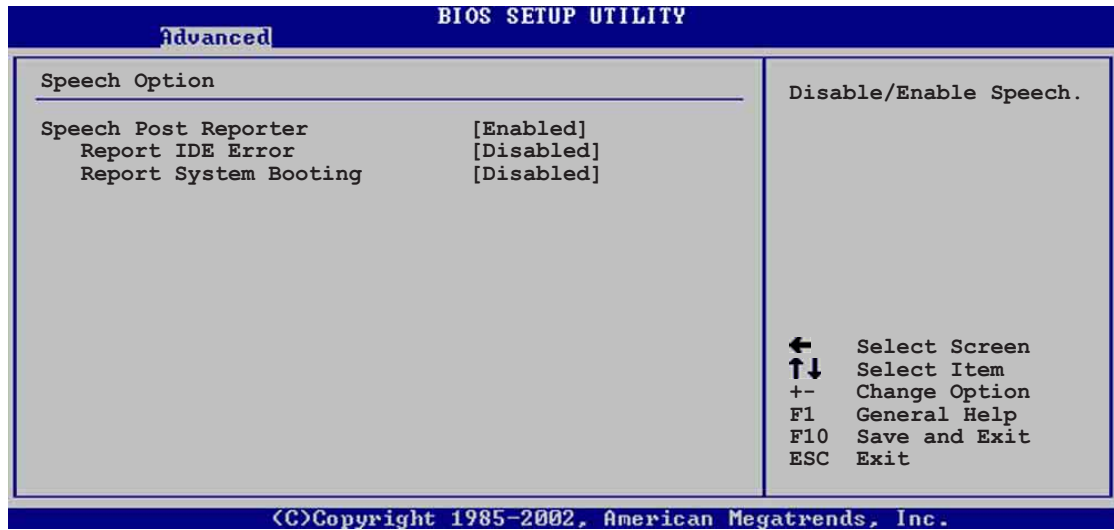 BIOS SETUP UTILITY
Advanced
Speech Option
Disable/Enable Speech.
Speech Post Reporter [Enabled]
Report IDE Error [Disabled]
Report System Booting [Disabled]
← Select Screen
↑↓ Select Item
+- Change Option
F1 General Help
F10 Save and Exit
ESC Exit
(C)Copyright 1985-2002, American Megatrends, Inc.